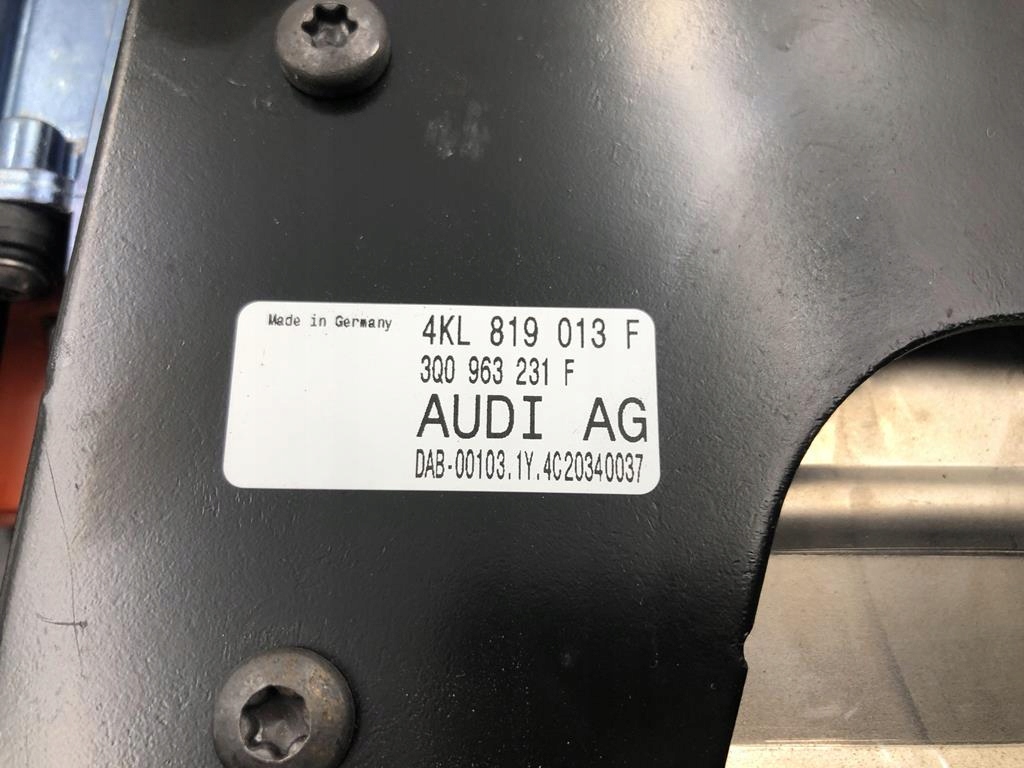 Made in Germany
4KL 819 013 F
3Q0 963 231 F
AUDI AG
DAB-00103.1Y.4C20340037